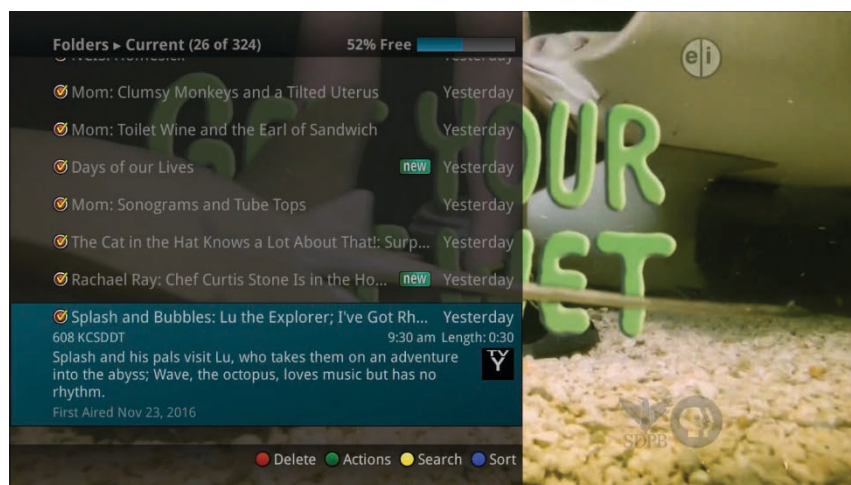 Folders ▸ Current (26 of 324) 52% Free
Mom: Clumsy Monkeys and a Tilted Uterus Yesterday
Mom: Toilet Wine and the Earl of Sandwich Yesterday
Days of our Lives new Yesterday
Mom: Sonograms and Tube Tops Yesterday
The Cat in the Hat Knows a Lot About That!: Surp... Yesterday
Rachael Ray: Chef Curtis Stone Is in the Ho... new Yesterday
Splash and Bubbles: Lu the Explorer; I've Got Rh... Yesterday
608 KCSDDT 9:30 am Length: 0:30
Splash and his pals visit Lu, who takes them on an adventure
into the abyss; Wave, the octopus, loves music but has no
rhythm.
TV
Y
First Aired Nov 23, 2016
Delete Actions Search Sort
e|i
GET YOUR
SDPB